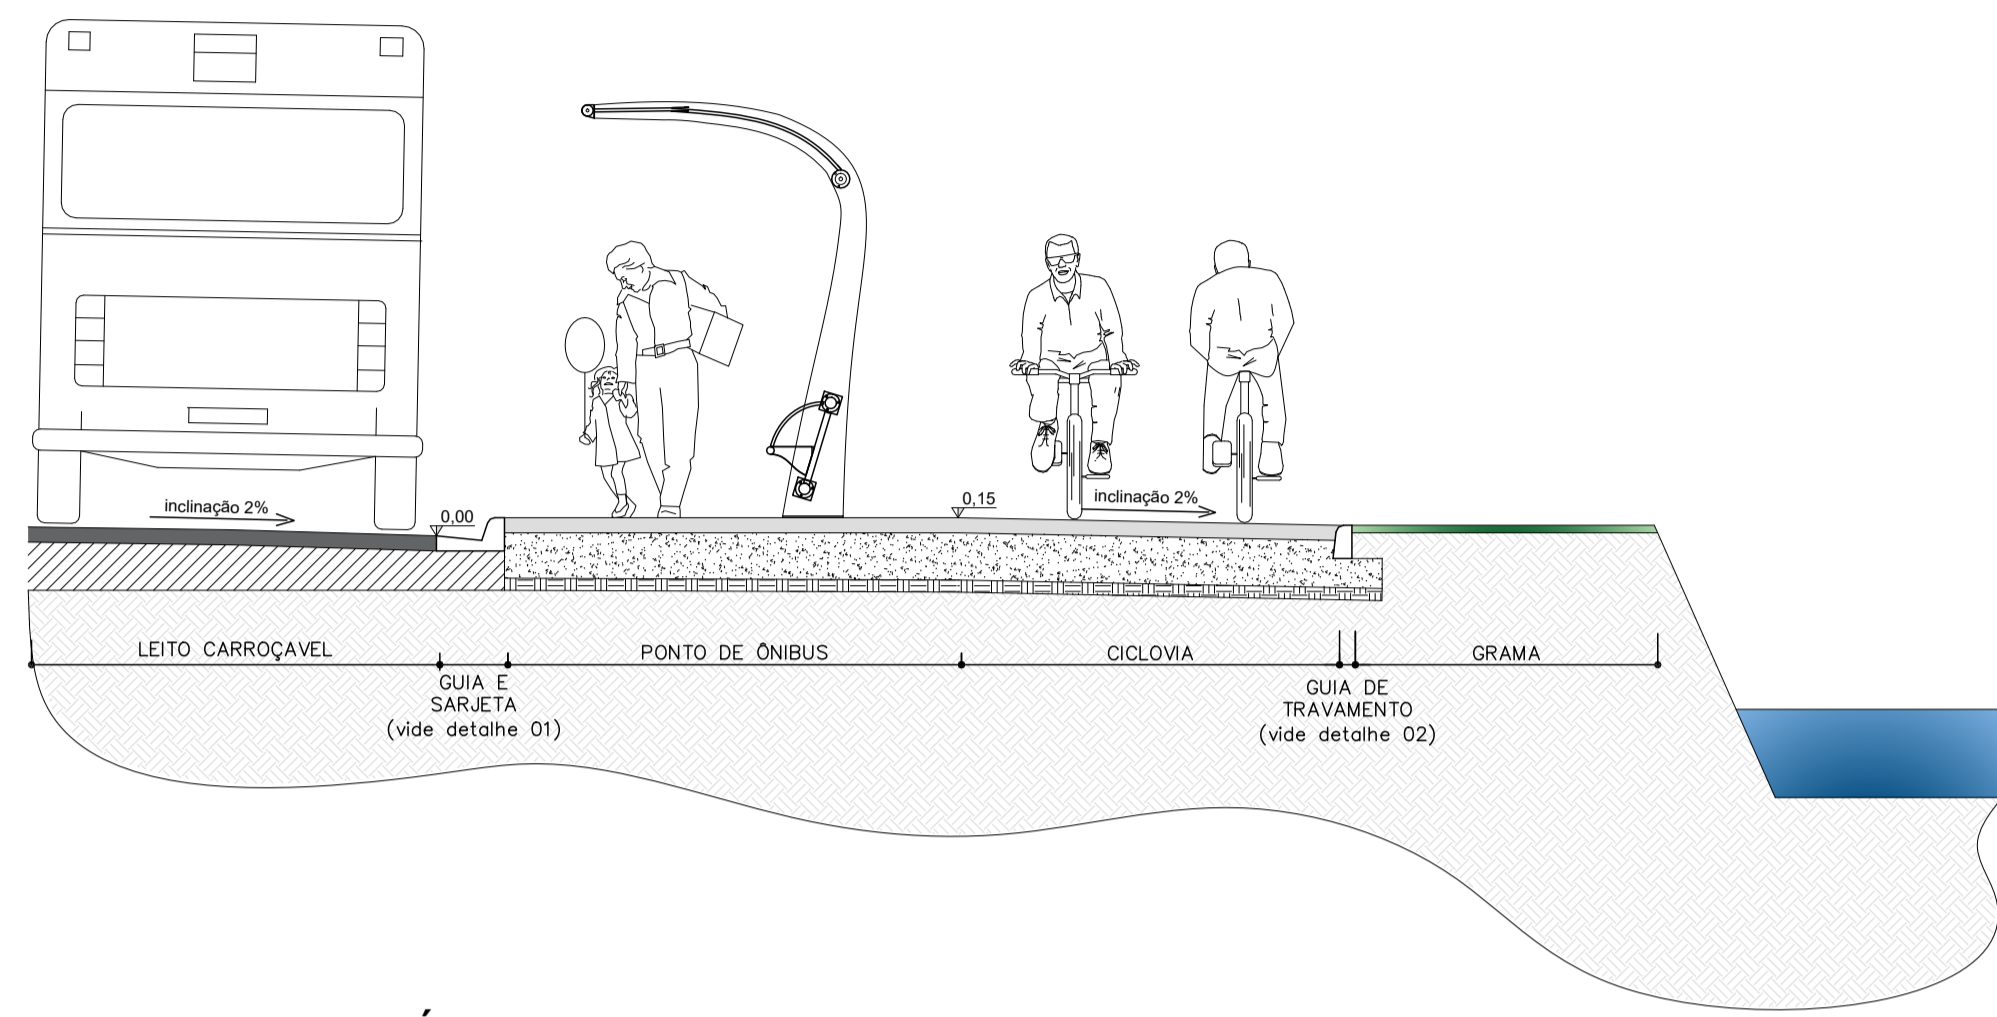 inclinação 2%
0,00
0,15
inclinação 2%
LEITO CARROÇAVEL
GUIA E
SARJETA
(vide detalhe 01)
PONTO DE ÔNIBUS
CICLOVIA
GUIA DE
TRAVAMENTO
(vide detalhe 02)
GRAMA